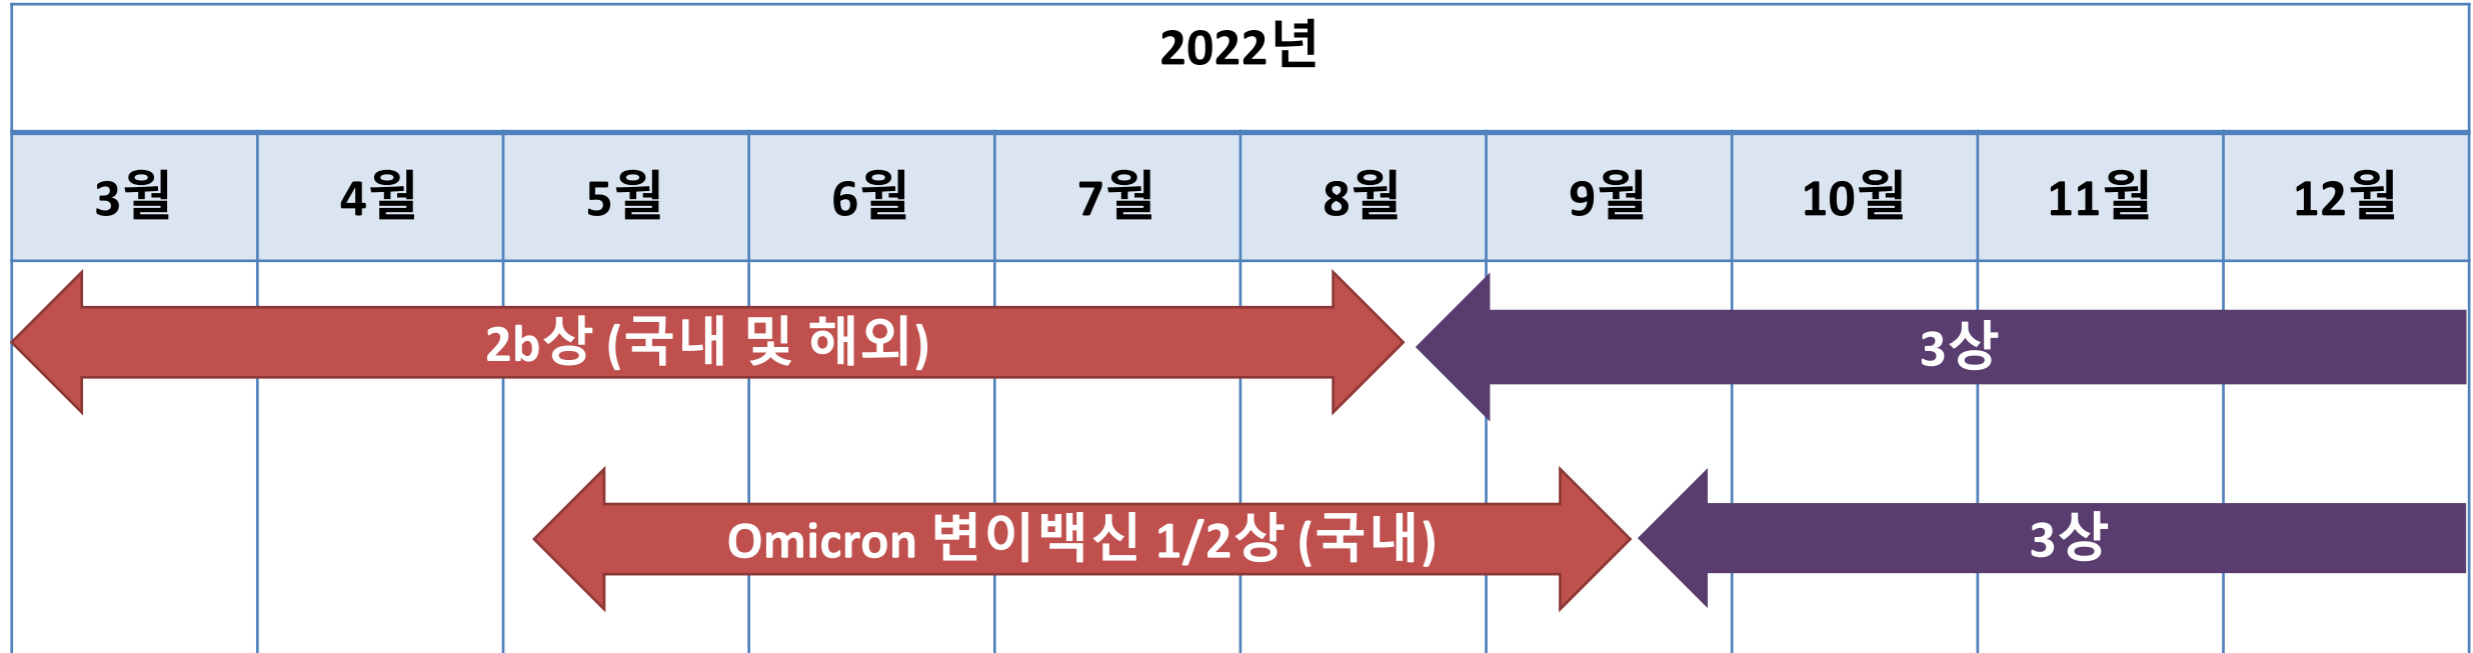 2022년
3월 4월 5월 6월 7월 8월 9월 10월 11월 12월
2b상 (국내 및 해외) 3상
Omicron 변이백신 1/2상 (국내) 3상